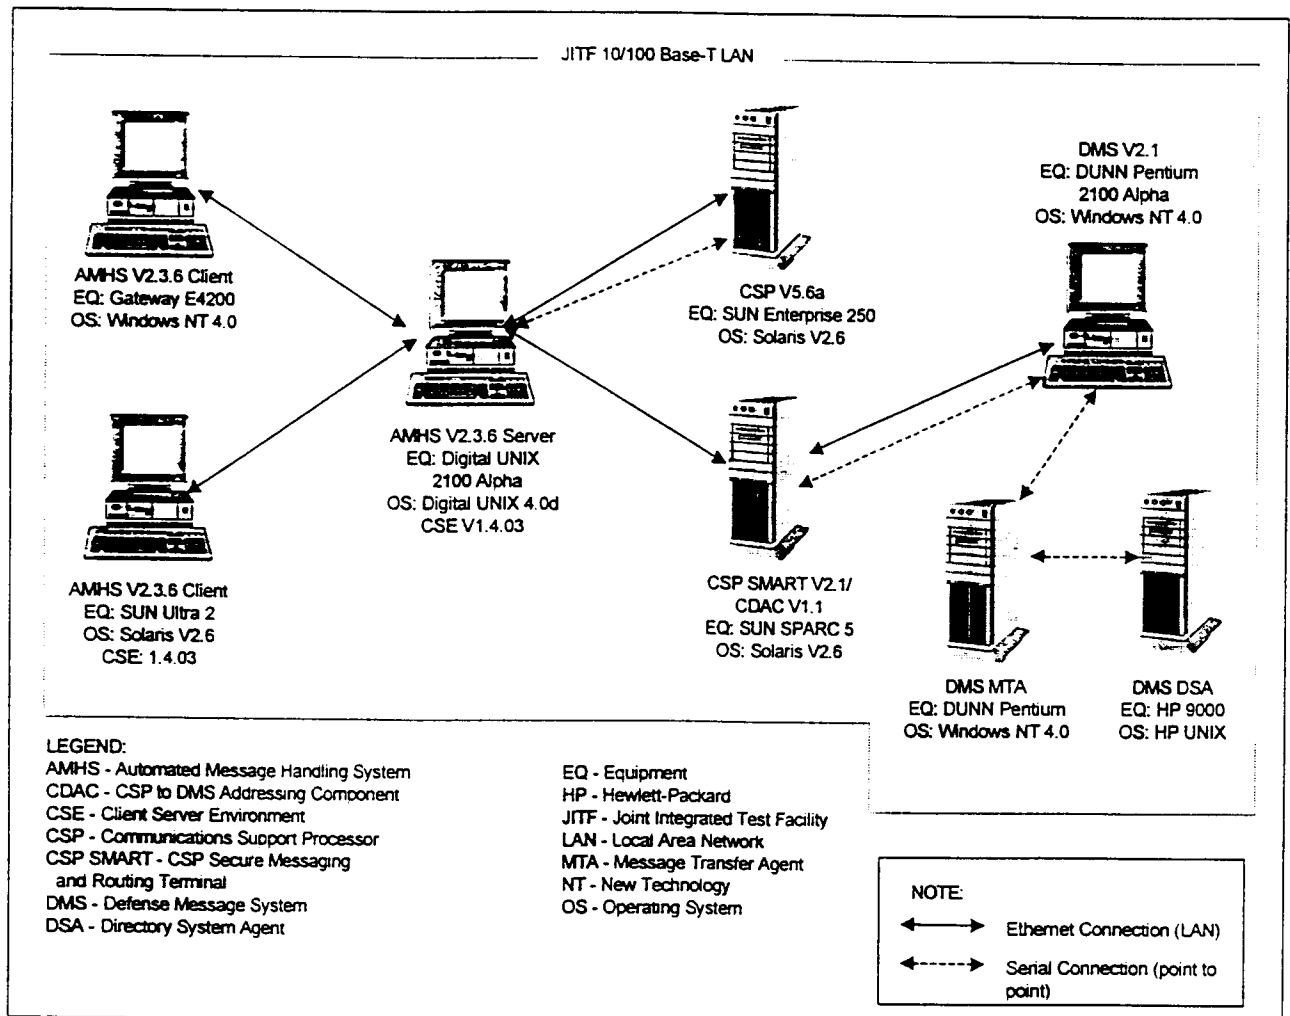 JITF 10/100 Base-T LAN
AMHS V2.3.6 Client
EQ: Gateway E4200
OS: Windows NT 4.0
AMHS V2.3.6 Client
EQ: SUN Ultra 2
OS: Solaris V2.6
CSE: 1.4.03
AMHS V2.3.6 Server
EQ: Digital UNIX
2100 Alpha
OS: Digital UNIX 4.0d
CSE V1.4.03
CSP V5.6a
EQ: SUN Enterprise 250
OS: Solaris V2.6
CSP SMART V2.1/
CDAC V1.1
EQ: SUN SPARC 5
OS: Solaris V2.6
DMS V2.1
EQ: DUNN Pentium
2100 Alpha
OS: Windows NT 4.0
DMS MTA
EQ: DUNN Pentium
OS: Windows NT 4.0
DMS DSA
EQ: HP 9000
OS: HP UNIX
LEGEND:
AMHS - Automated Message Handling System
CDAC - CSP to DMS Addressing Component
CSE - Client Server Environment
CSP - Communications Support Processor
CSP SMART - CSP Secure Messaging
and Routing Terminal
DMS - Defense Message System
DSA - Directory System Agent
EQ - Equipment
HP - Hewlett-Packard
JITF - Joint Integrated Test Facility
LAN - Local Area Network
MTA - Message Transfer Agent
NT - New Technology
OS - Operating System
NOTE:
Ethernet Connection (LAN)
Serial Connection (point to
point)